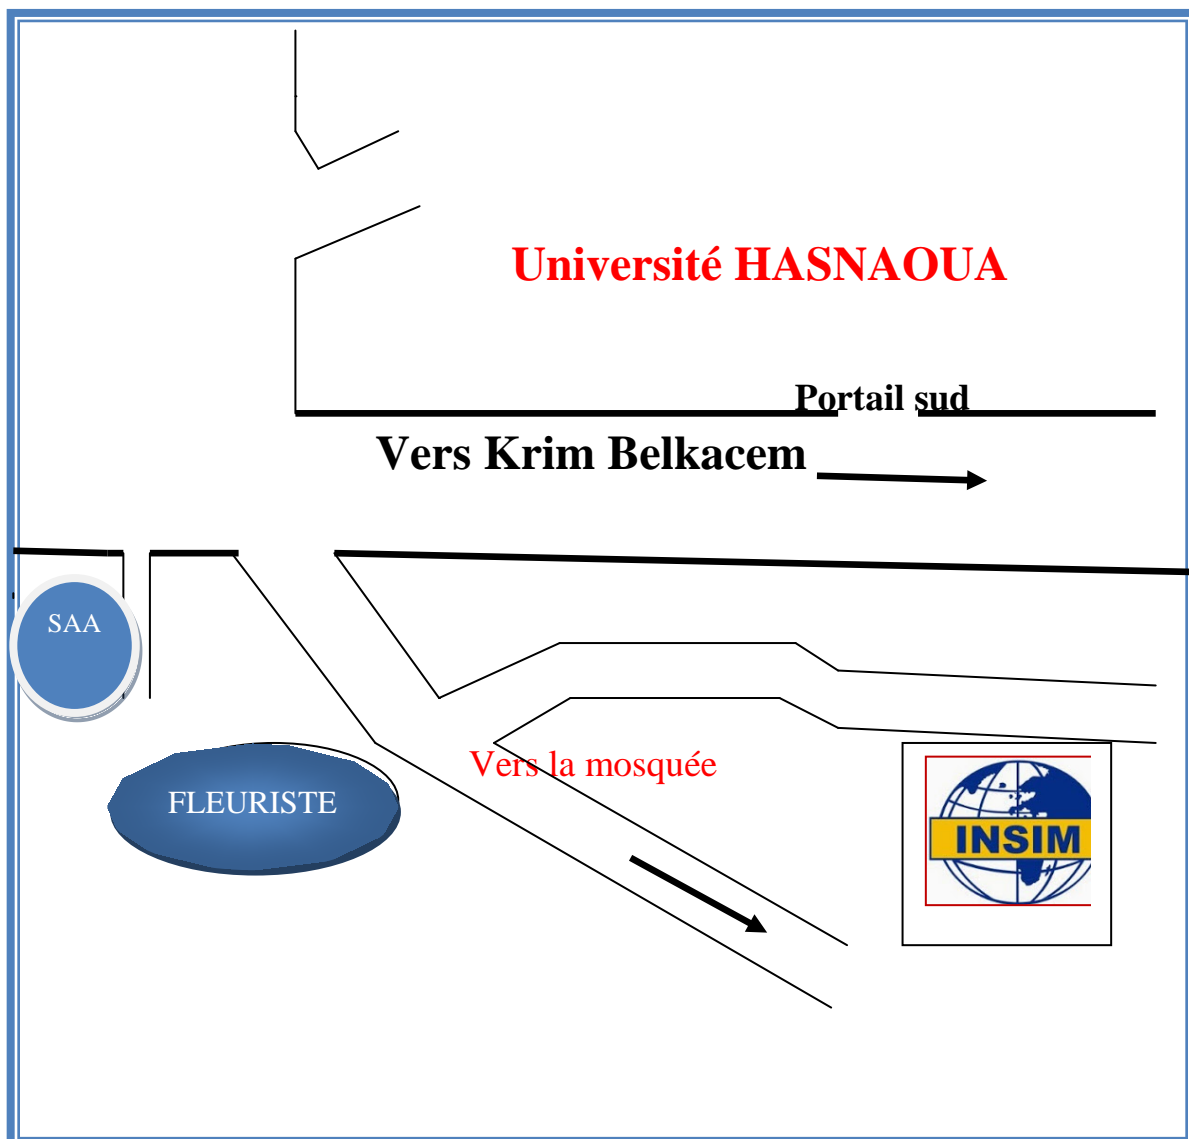 Université HASNAOUA
Portail sud
Vers Krim Belkacem
SAA
Vers la mosquée
FLEURISTE
INSIM